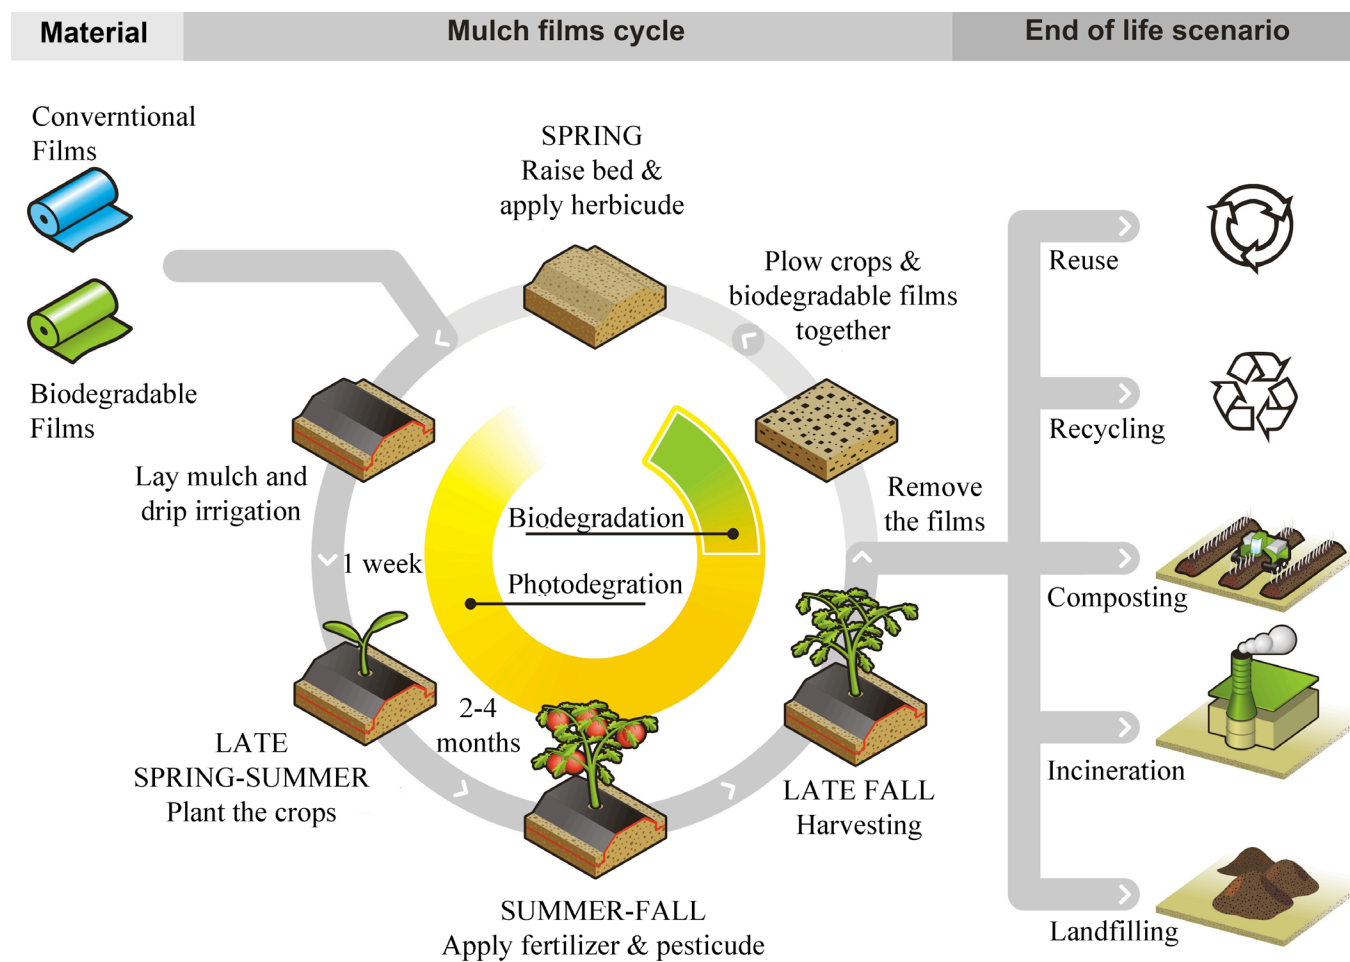 Material
Mulch films cycle
End of life scenario
Converntional
Films
Biodegradable
Films
SPRING
Raise bed &
apply herbicude
Plow crops &
biodegradable films
together
Lay mulch and
drip irrigation
1 week
Biodegradation
Photodegration
Remove
the films
LATE
SPRING-SUMMER
Plant the crops
2-4
months
SUMMER-FALL
Apply fertilizer & pesticude
LATE FALL
Harvesting
Reuse
Recycling
Composting
Incineration
Landfilling